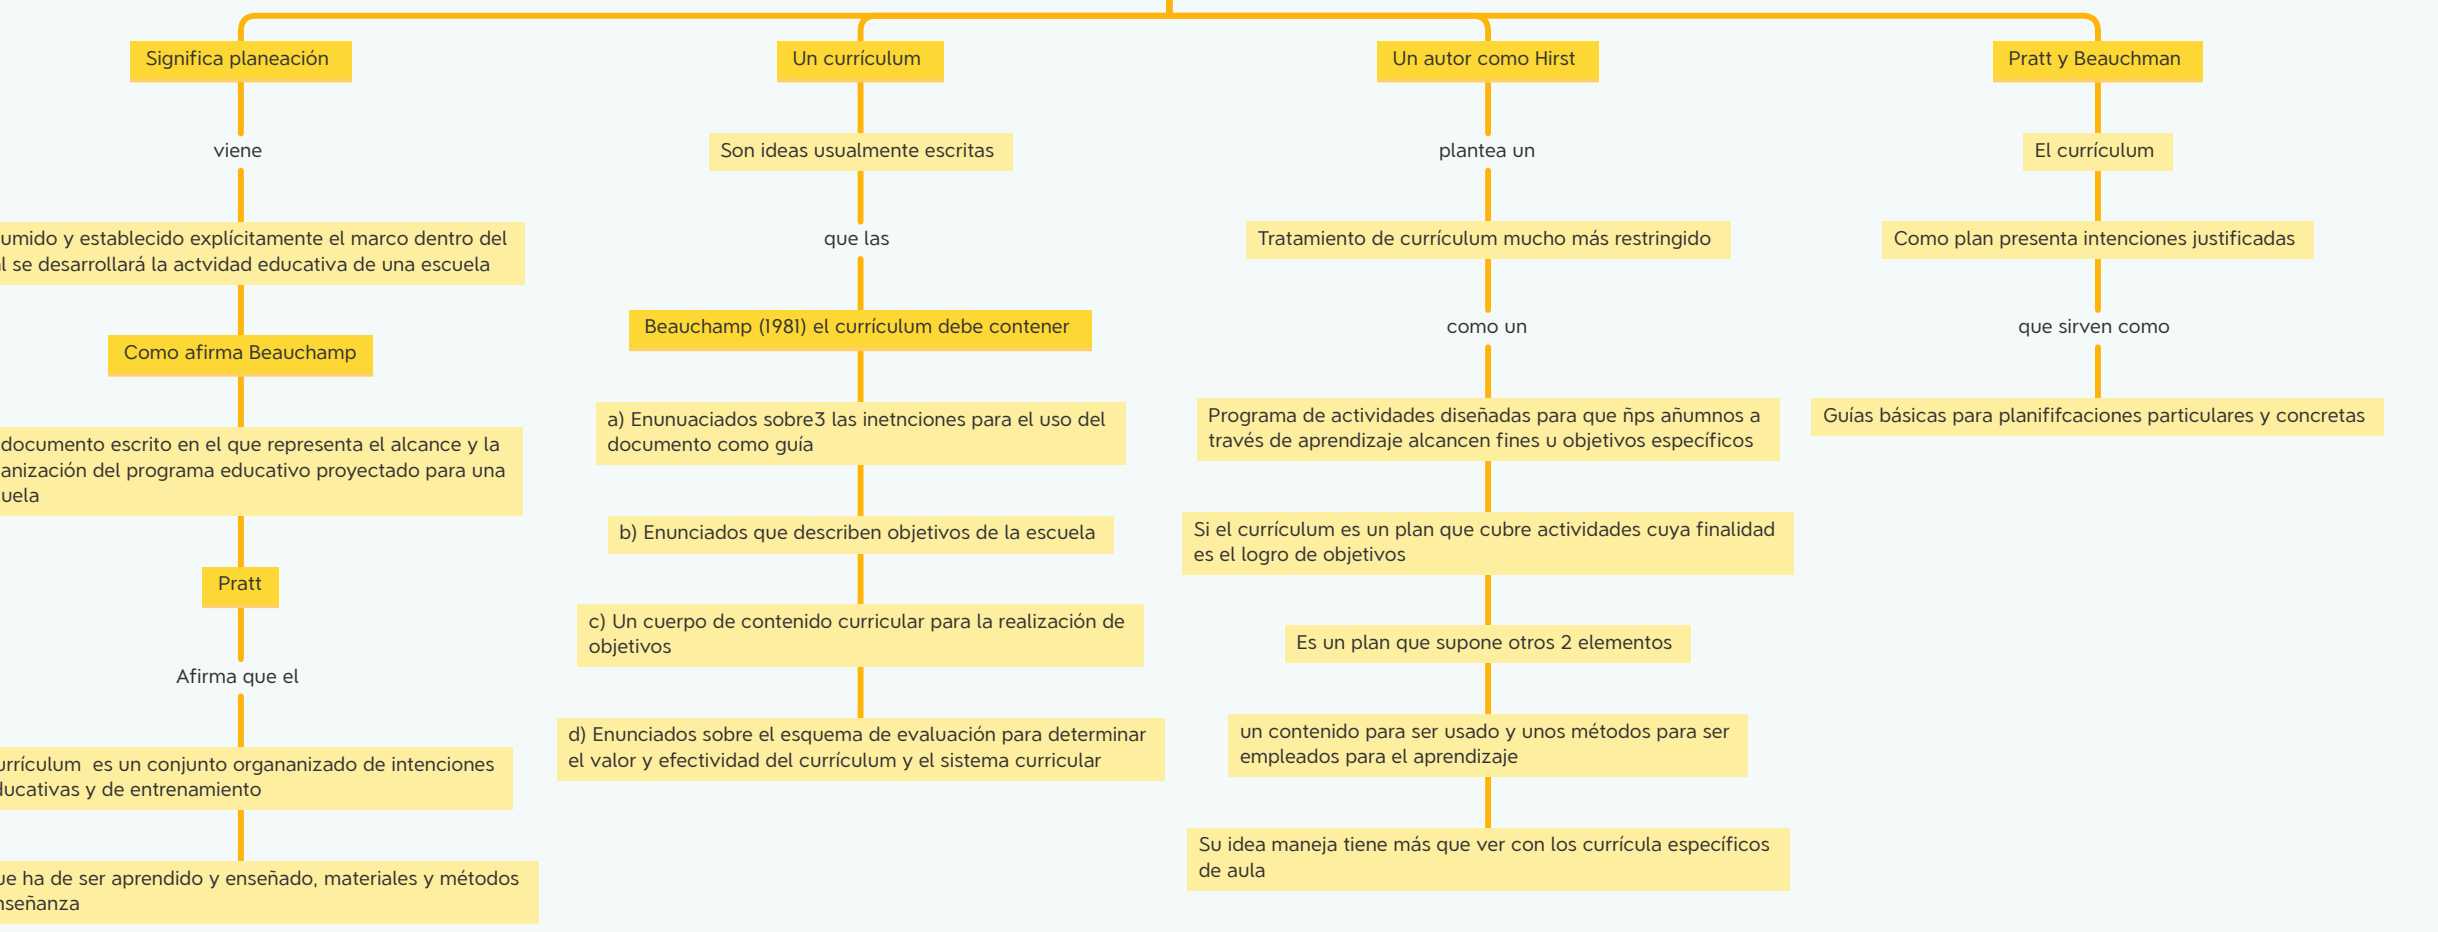 Significa planeación
viene
umido y establecido explícitamente el marco dentro del
l se desarrollará la actvidad educativa de una escuela
Como afirma Beauchamp
documento escrito en el que representa el alcance y la
anización del programa educativo proyectado para una
uela
Pratt
Afirma que el
urrículum es un conjunto organanizado de intenciones
ducativas y de entrenamiento
ue ha de ser aprendido y enseñado, materiales y métodos
nseñanza
Un currículum
Son ideas usualmente escritas
que las
Beauchamp (1981) el currículum debe contener
a) Enunuaciados sobre3 las inetnciones para el uso del
documento como guía
b) Enunciados que describen objetivos de la escuela
c) Un cuerpo de contenido curricular para la realización de
objetivos
d) Enunciados sobre el esquema de evaluación para determinar
el valor y efectividad del currículum y el sistema curricular
Un autor como Hirst
plantea un
Tratamiento de currículum mucho más restringido
como un
Programa de actividades diseñadas para que ñps añumnos a
través de aprendizaje alcancen fines u objetivos específicos
Si el currículum es un plan que cubre actividades cuya finalidad
es el logro de objetivos
Es un plan que supone otros 2 elementos
un contenido para ser usado y unos métodos para ser
empleados para el aprendizaje
Su idea maneja tiene más que ver con los currícula específicos
de aula
Pratt y Beauchman
El currículum
Como plan presenta intenciones justificadas
que sirven como
Guías básicas para planififcaciones particulares y concretas